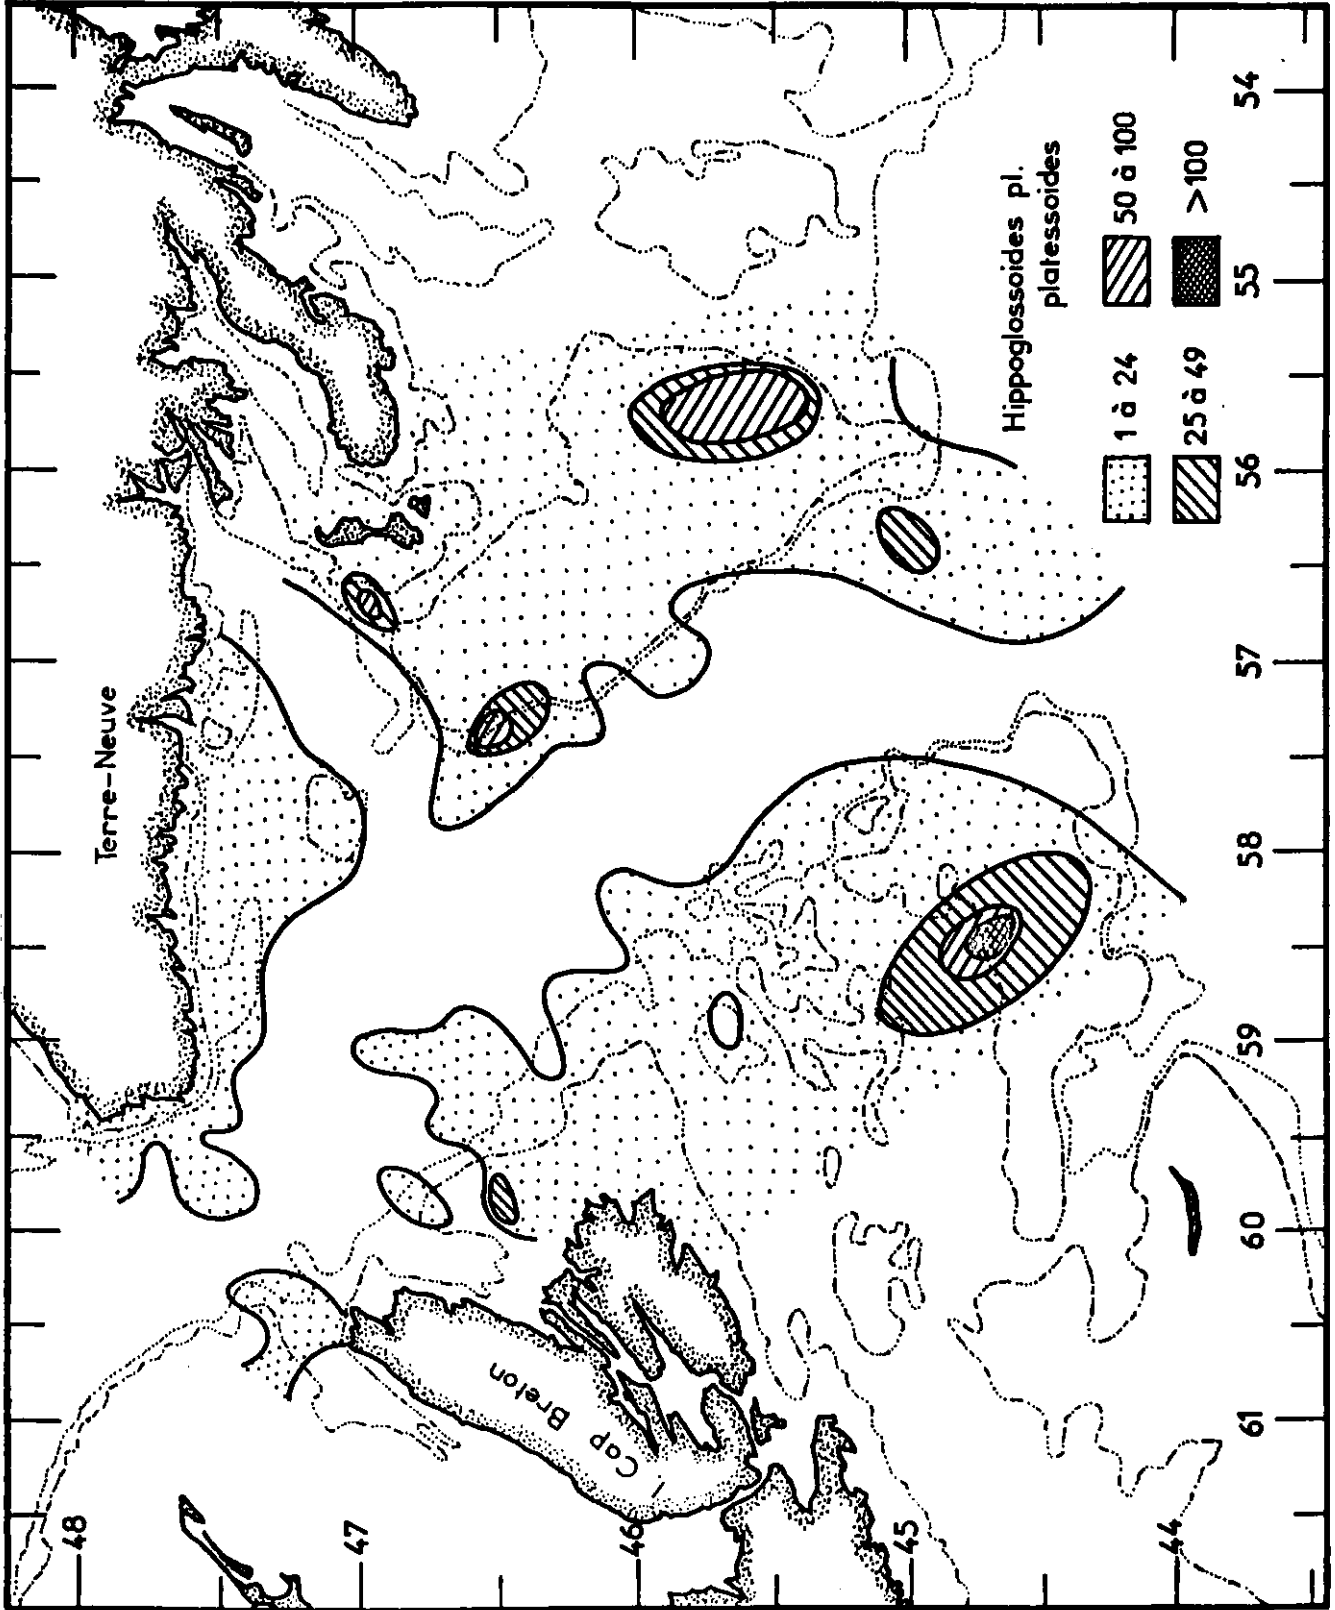 Terre-Neuve
Cap
Breton
Hippoglossoides pl.
platessoides
1 à 24
50 à 100
25 à 49
>100
48
47
46
45
44
61
60
59
58
57
56
55
54